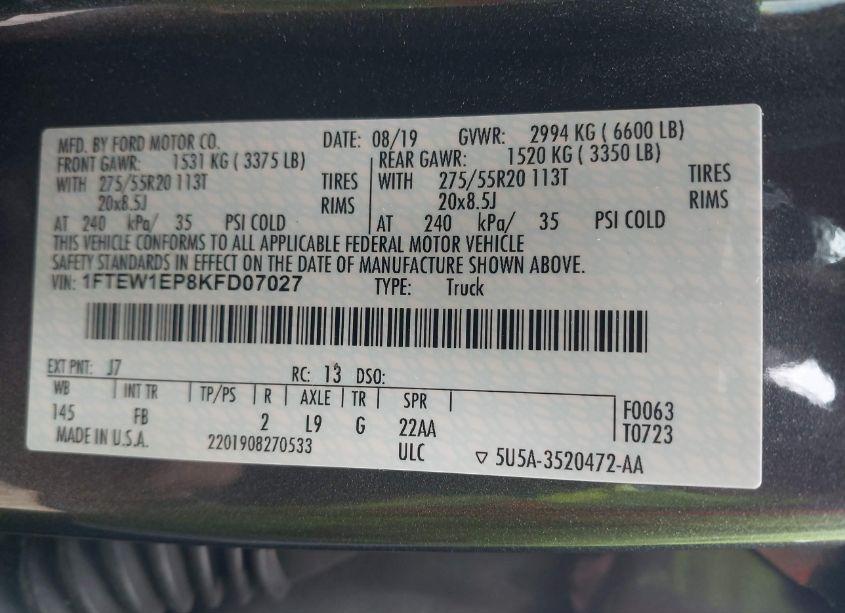 MFD. BY FORD MOTOR CO. DATE: 08/19 GVWR: 2994 KG ( 6600 LB)
FRONT GAWR: 1531 KG ( 3375 LB) REAR GAWR: 1520 KG ( 3350 LB)
WITH 275/55R20 113T TIRES WITH 275/55R20 113T TIRES
20x8.5J RIMS 20x8.5J RIMS
AT 240 kPa/ 35 PSI COLD AT 240 kPa/ 35 PSI COLD
THIS VEHICLE CONFORMS TO ALL APPLICABLE FEDERAL MOTOR VEHICLE
SAFETY STANDARDS IN EFFECT ON THE DATE OF MANUFACTURE SHOWN ABOVE.
VIN: 1FTEW1EP8KFD07027 TYPE: Truck
EXT PNT: J7 RC: 13 DSO:
WB INT TR TP/PS R AXLE TR SPR
145 FB 2 L9 G 22AA F0063
T0723
MADE IN U.S.A. 2201908270533 ULC ▽ 5U5A-3520472-AA